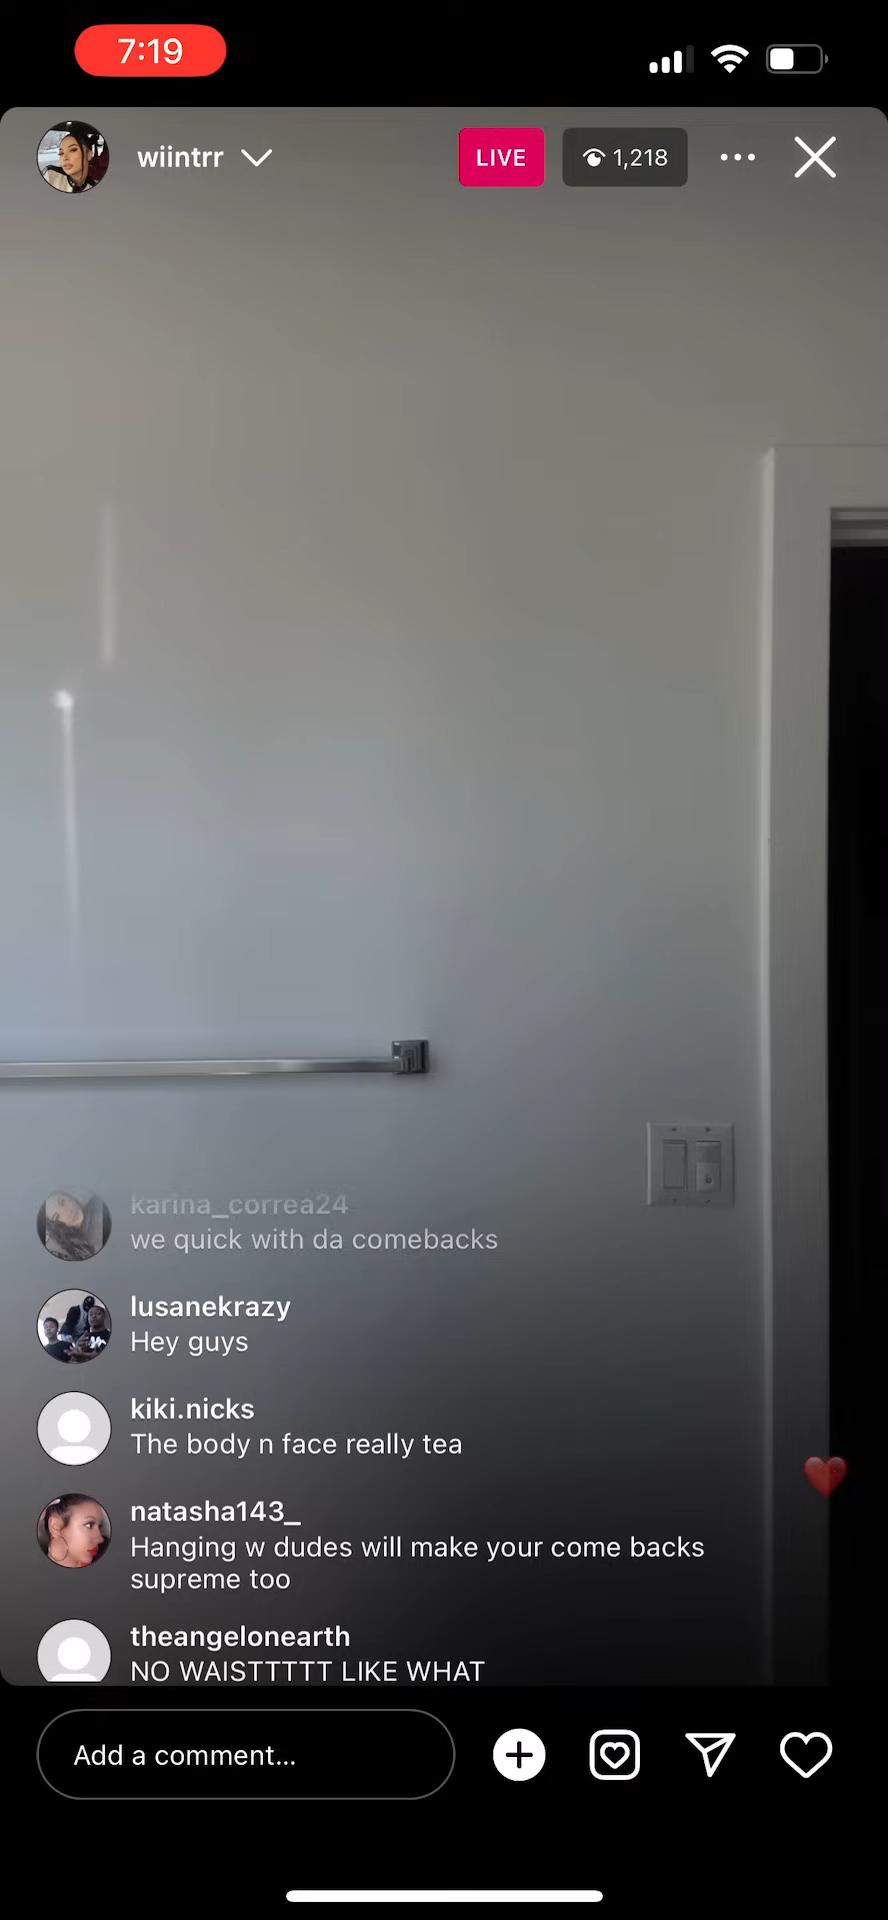 7:19
wiintrr
LIVE
1,218
karina_correa24
we quick with da comebacks
lusanekrazy
Hey guys
kiki.nicks
The body n face really tea
natasha143_
Hanging w dudes will make your come backs
supreme too
theangelonearth
NO WAISTTTTT LIKE WHAT
Add a comment...